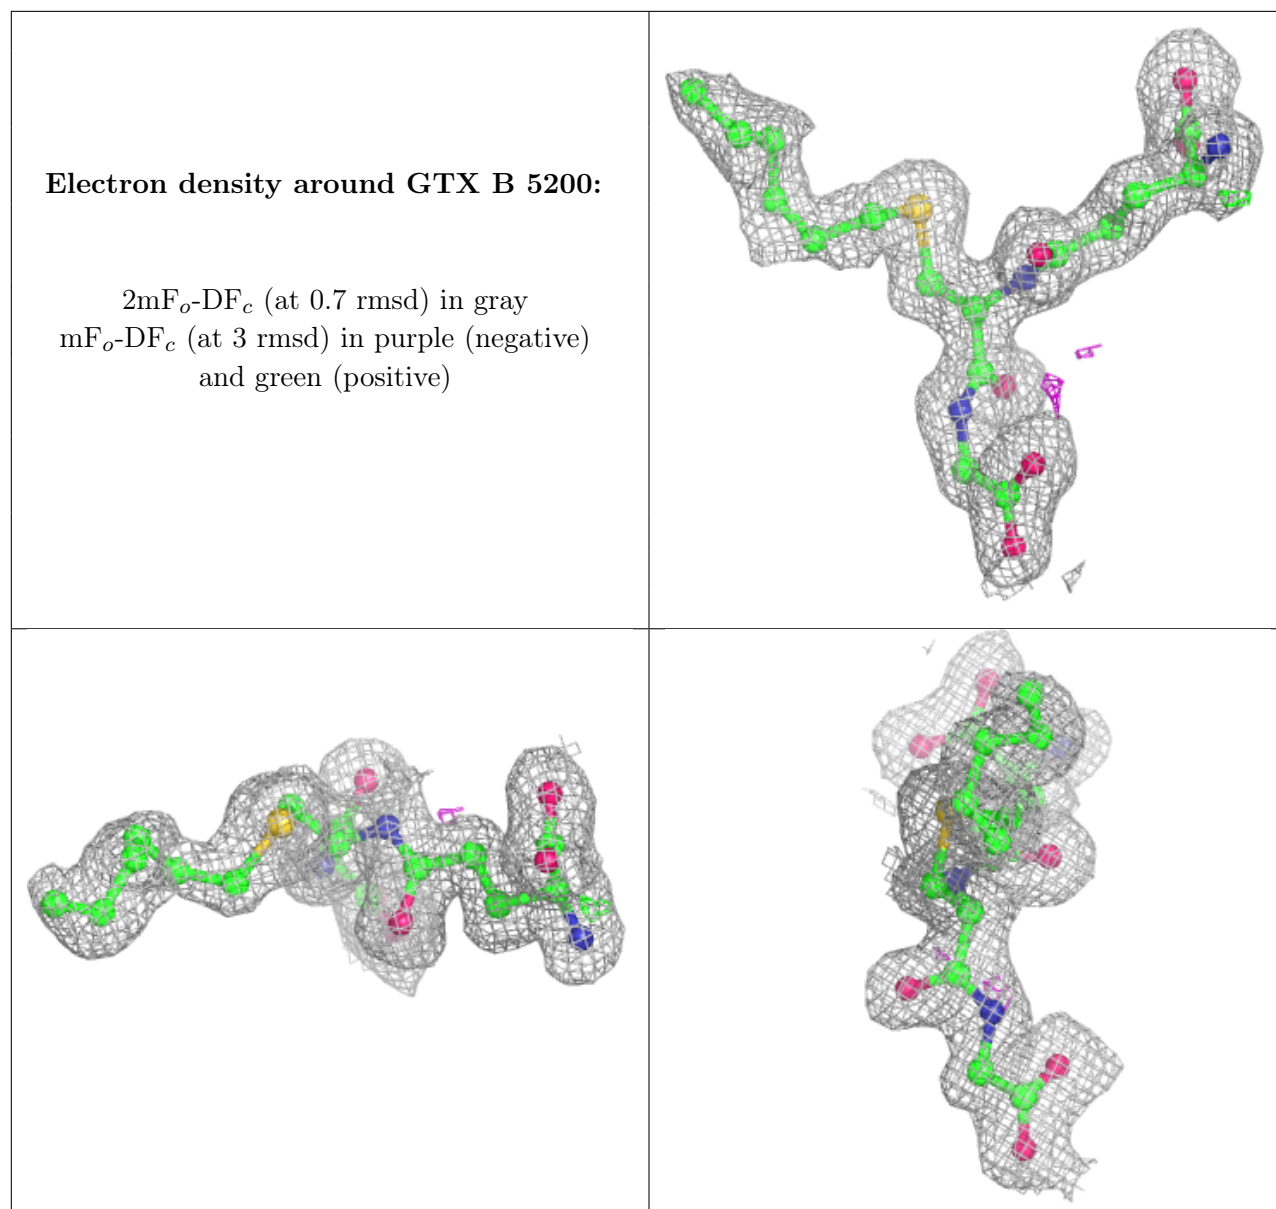 Electron density around GTX B 5200:
2mFₒ-DF𝒸 (at 0.7 rmsd) in gray
mFₒ-DF𝒸 (at 3 rmsd) in purple (negative)
and green (positive)